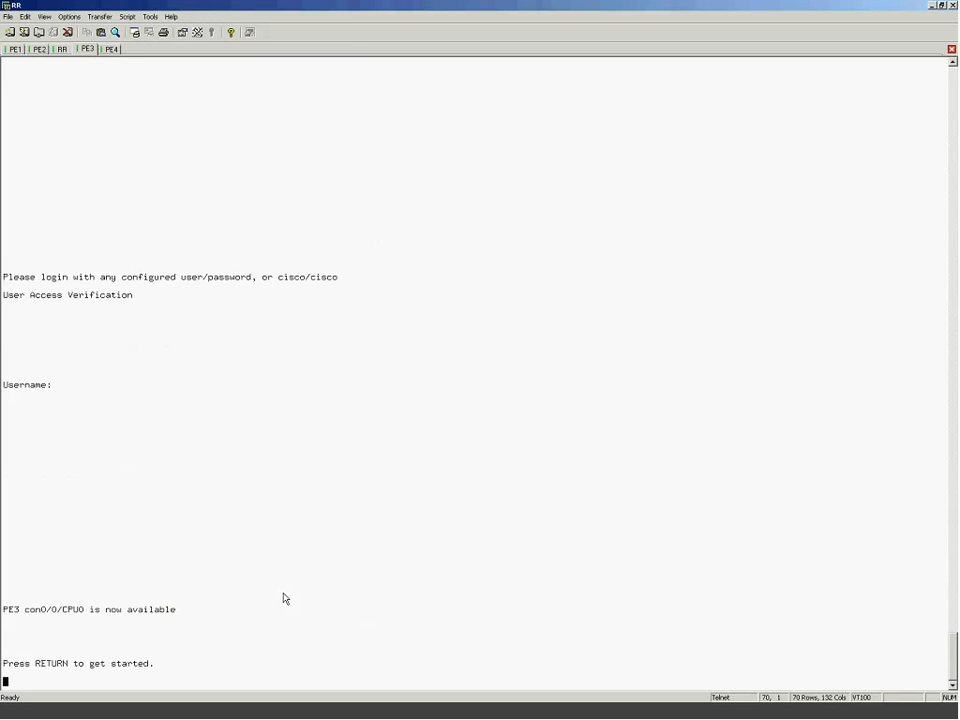 RR
File Edit View Options Transfer Script Tools Help
PE1 PE2 RR PE3 PE4
Please login with any configured user/password, or cisco/cisco
User Access Verification
Username:
PE3 con0/0/CPU0 is now available
Press RETURN to get started.
Ready Telnet 70, 1 70 Rows, 132 Cols VT100 NUM